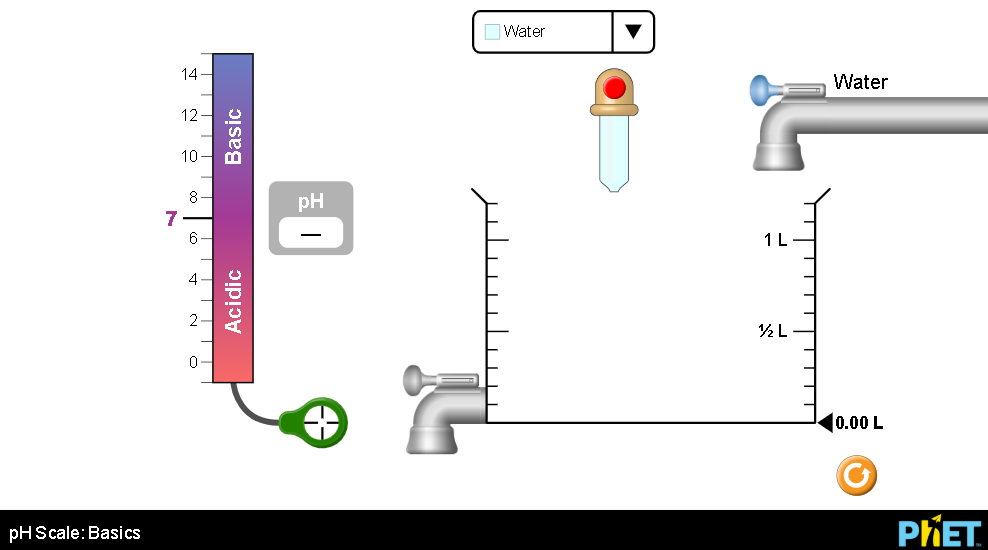 Water
Water
14
12
10
8
7
6
4
2
0
Basic
Acidic
pH
—
1 L
½ L
0.00 L
pH Scale: Basics
PhET